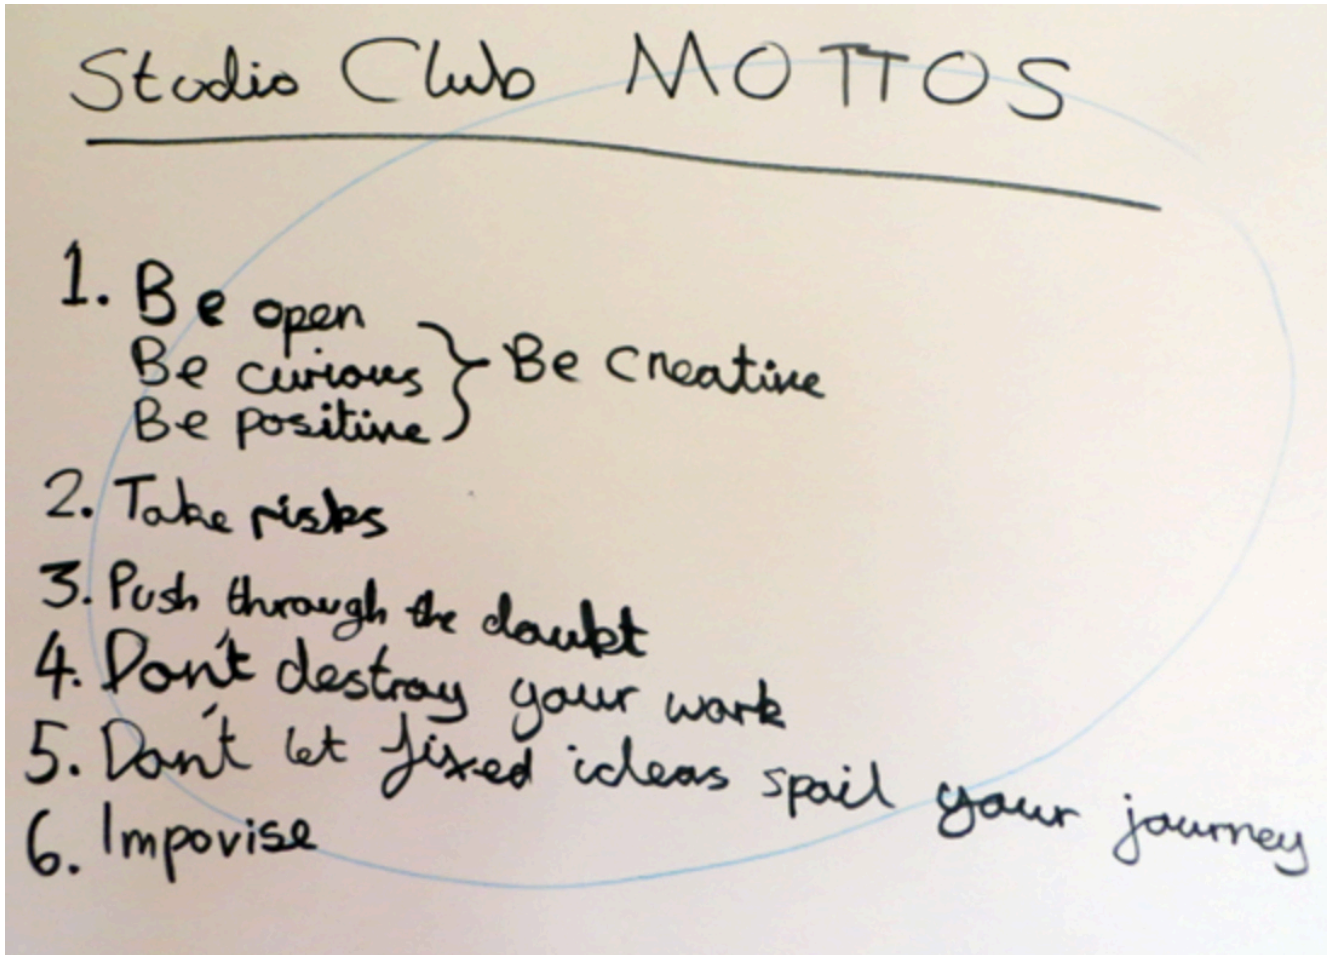 Studio Club MOTTOS
1. Be open
Be curious } Be Creative
Be positive
2. Take risks
3. Push through the doubt
4. Don't destroy your work
5. Don't let fixed ideas spoil your journey
6. Impovise